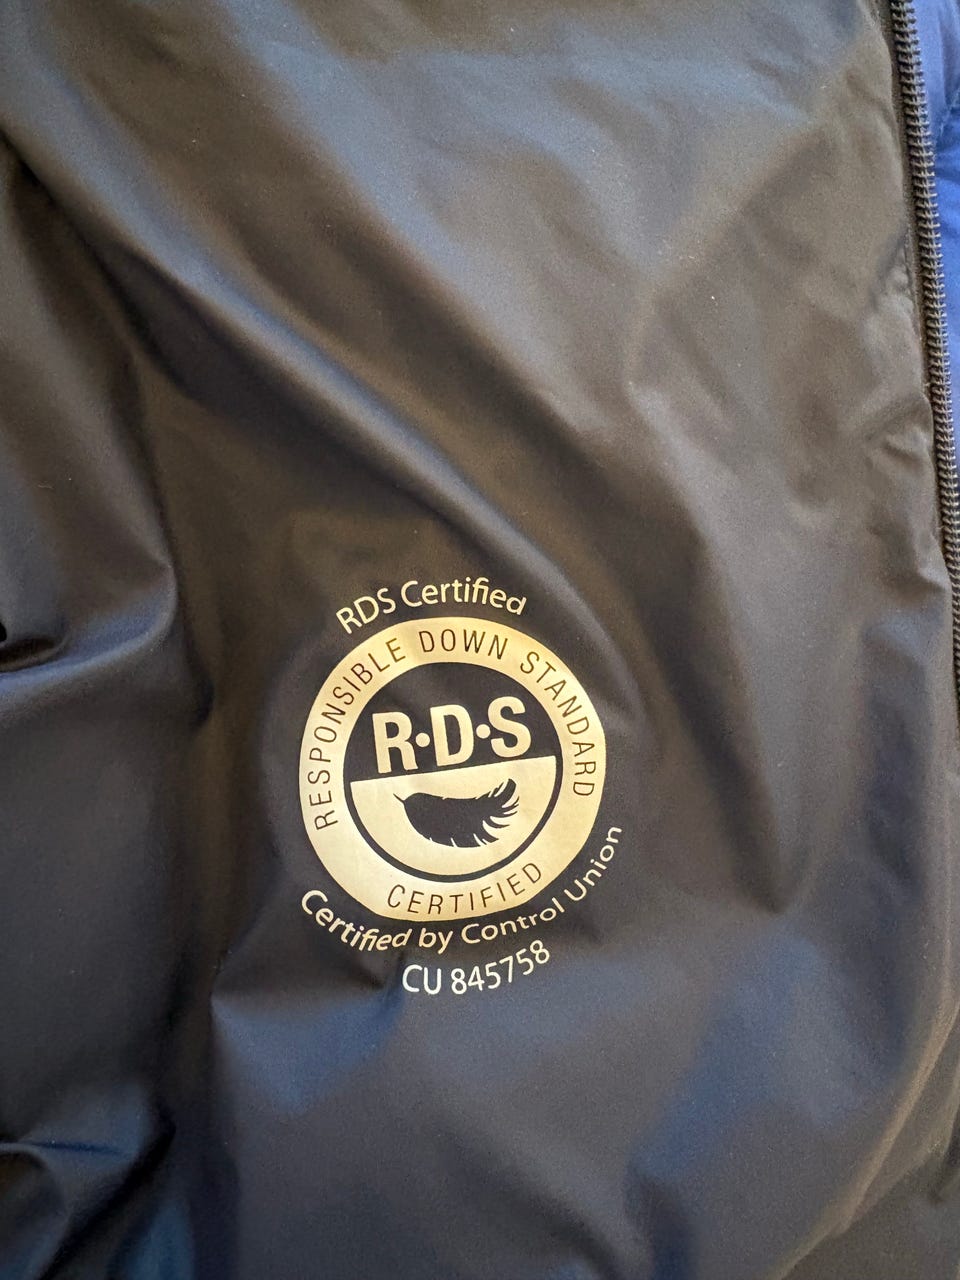 RDS Certified
RESPONSIBLE DOWN STANDARD
R·D·S
CERTIFIED
Certified by Control Union
CU 845758